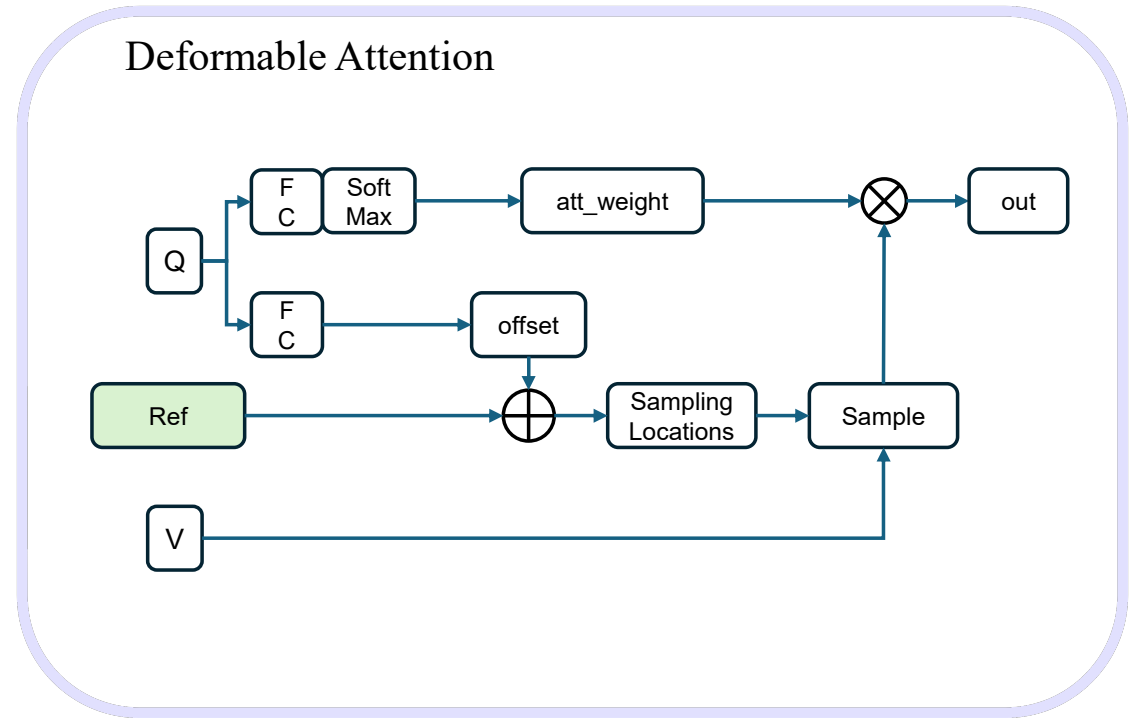 Deformable Attention
F
C
Soft
Max
att_weight
out
Q
F
C
offset
Ref
Sampling
Locations
Sample
V